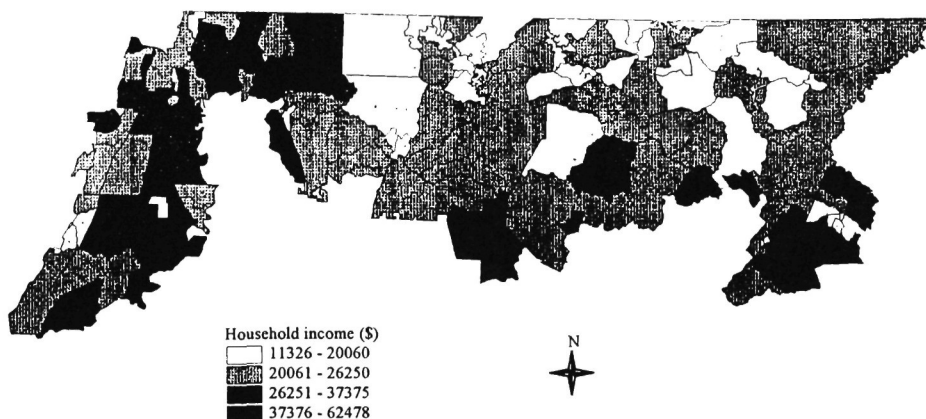 Household income ($)
11326 - 20060
20061 - 26250
26251 - 37375
37376 - 62478
N